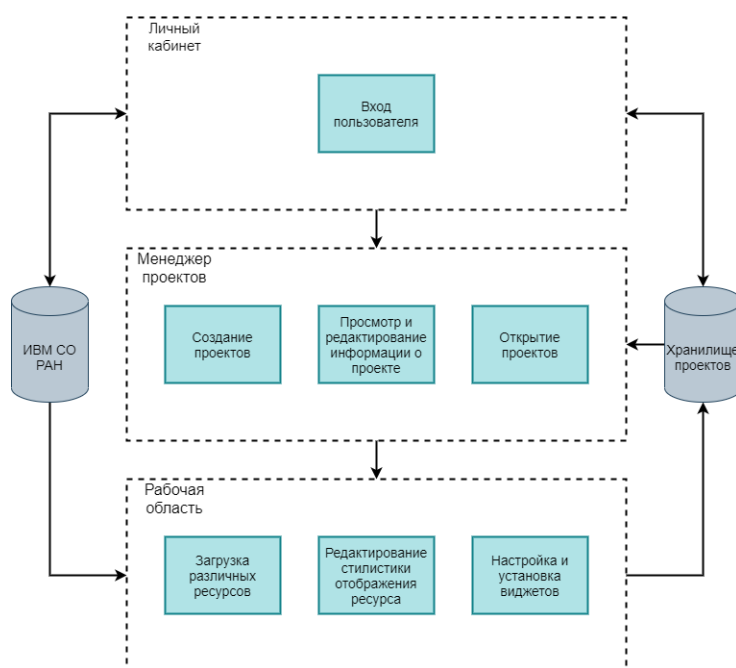 Личный
кабинет
Вход
пользователя
Менеджер
проектов
Создание
проектов
Просмотр и
редактирование
информации о
проекте
Открытие
проектов
ИВМ СО
РАН
Хранилище
проектов
Рабочая
область
Загрузка
различных
ресурсов
Редактирование
стилистики
отображения
ресурса
Настройка и
установка
виджетов